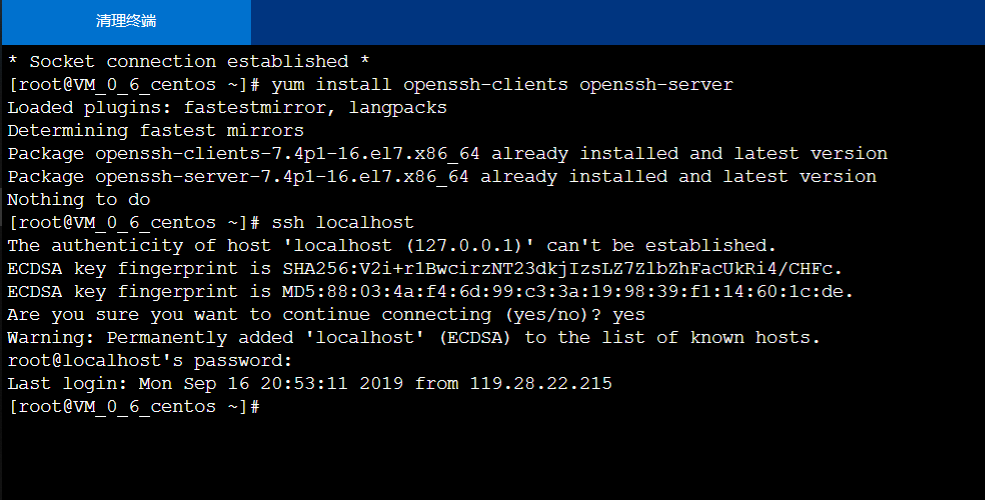 清理终端
* Socket connection established *
[root@VM_0_6_centos ~]# yum install openssh-clients openssh-server
Loaded plugins: fastestmirror, langpacks
Determining fastest mirrors
Package openssh-clients-7.4p1-16.el7.x86_64 already installed and latest version
Package openssh-server-7.4p1-16.el7.x86_64 already installed and latest version
Nothing to do
[root@VM_0_6_centos ~]# ssh localhost
The authenticity of host 'localhost (127.0.0.1)' can't be established.
ECDSA key fingerprint is SHA256:V2i+r1BwcirzNT23dkjIzsLZ7ZlbZhFacUkRi4/CHFc.
ECDSA key fingerprint is MD5:88:03:4a:f4:6d:99:c3:3a:19:98:39:f1:14:60:1c:de.
Are you sure you want to continue connecting (yes/no)? yes
Warning: Permanently added 'localhost' (ECDSA) to the list of known hosts.
root@localhost's password:
Last login: Mon Sep 16 20:53:11 2019 from 119.28.22.215
[root@VM_0_6_centos ~]#